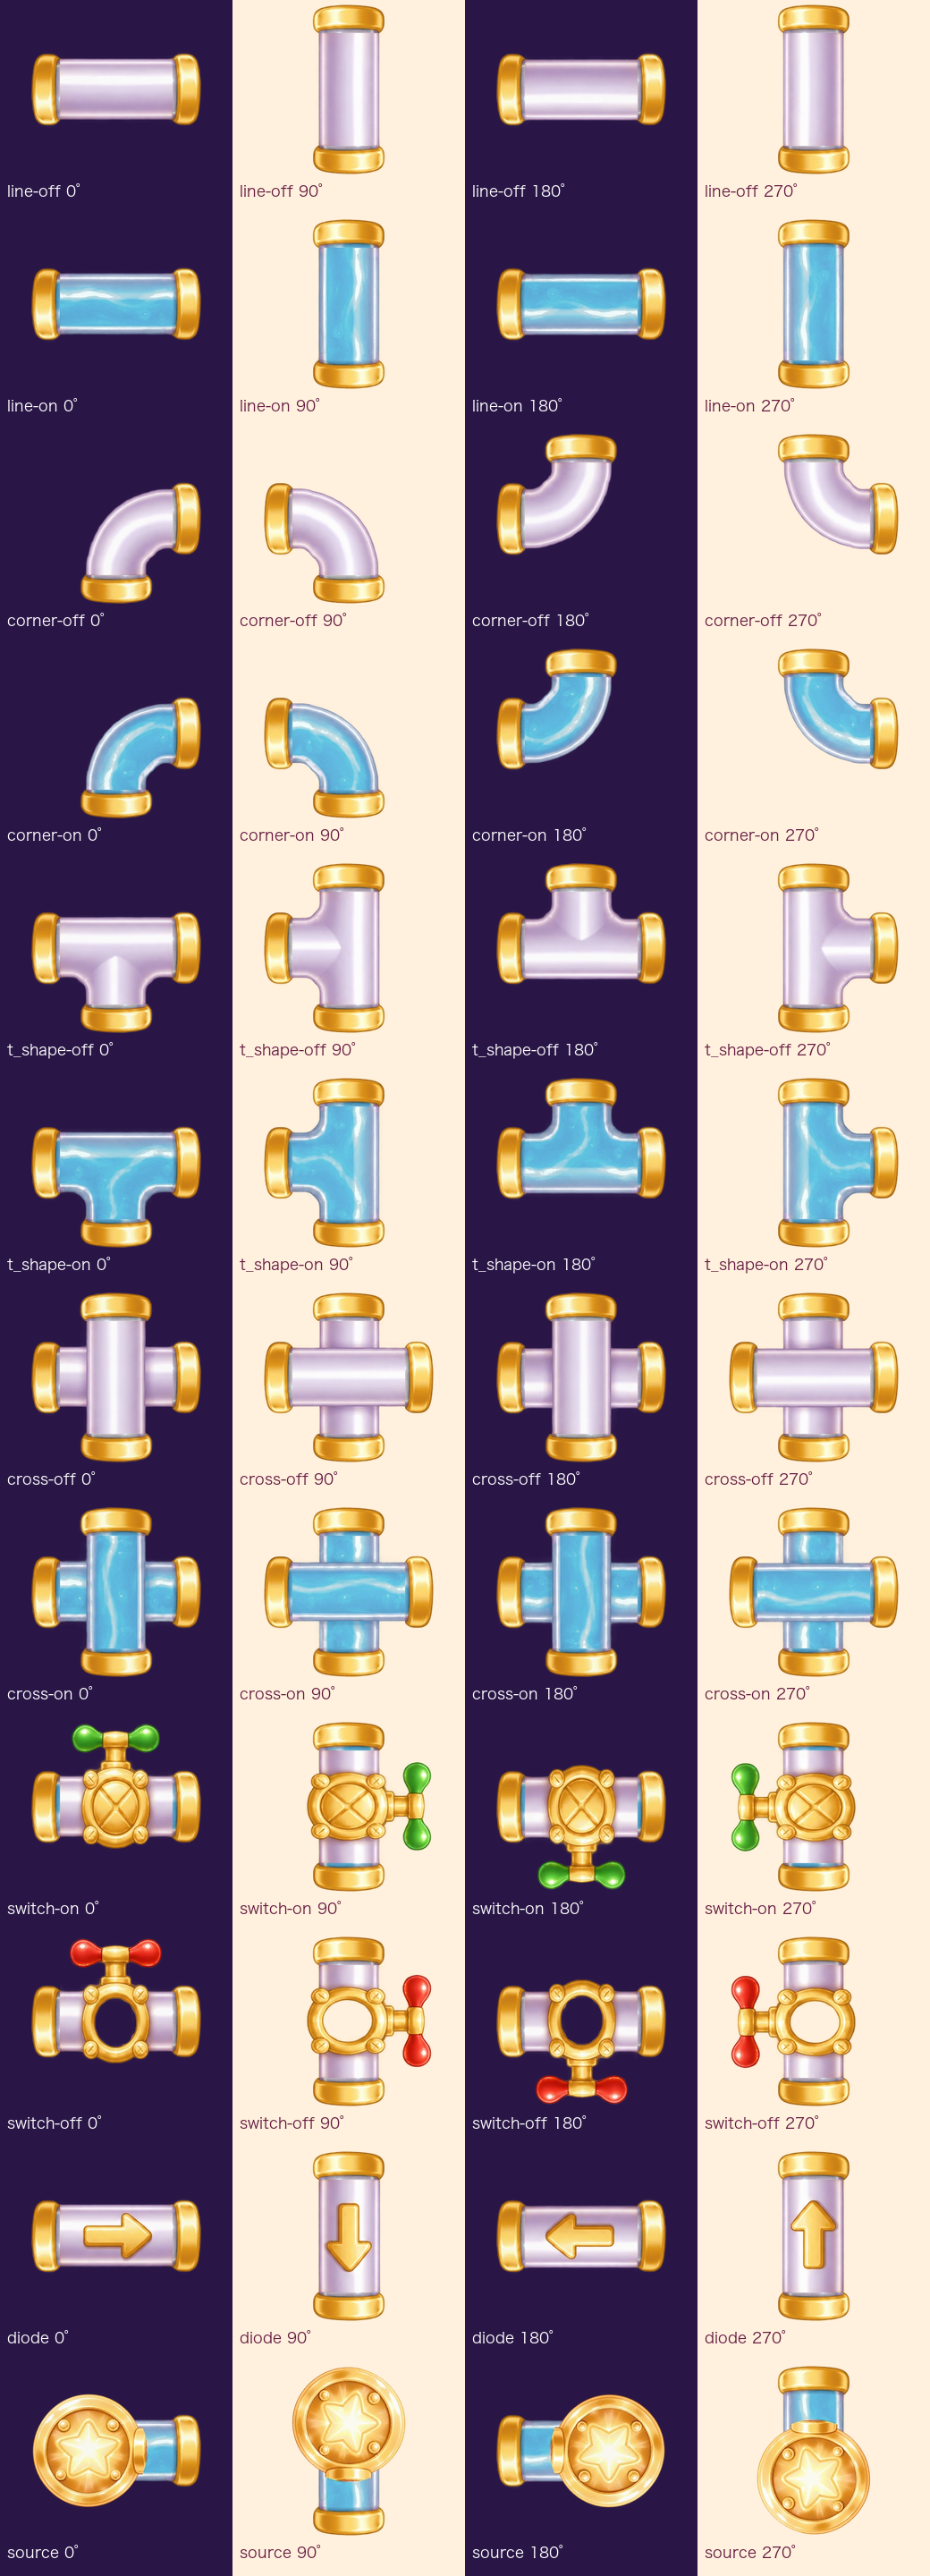 line-off 0° line-off 90° line-off 180° line-off 270°
line-on 0° line-on 90° line-on 180° line-on 270°
corner-off 0° corner-off 90° corner-off 180° corner-off 270°
corner-on 0° corner-on 90° corner-on 180° corner-on 270°
t_shape-off 0° t_shape-off 90° t_shape-off 180° t_shape-off 270°
t_shape-on 0° t_shape-on 90° t_shape-on 180° t_shape-on 270°
cross-off 0° cross-off 90° cross-off 180° cross-off 270°
cross-on 0° cross-on 90° cross-on 180° cross-on 270°
switch-on 0° switch-on 90° switch-on 180° switch-on 270°
switch-off 0° switch-off 90° switch-off 180° switch-off 270°
diode 0° diode 90° diode 180° diode 270°
source 0° source 90° source 180° source 270°